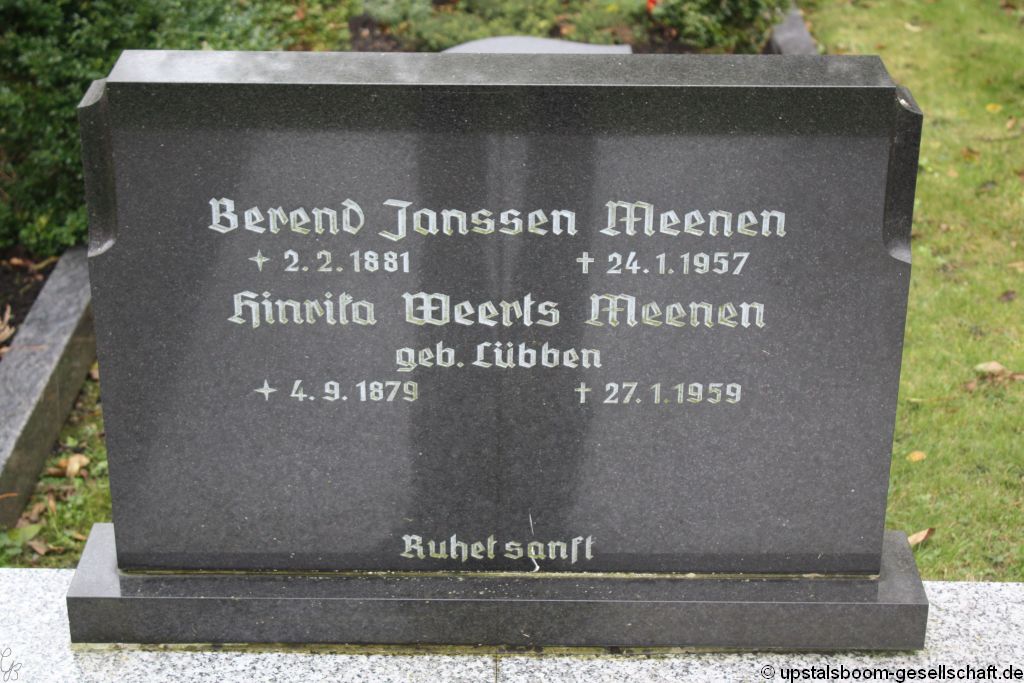 Berend Janssen Meenen
✦ 2.2.1881 ✝ 24.1.1957
Hinrika Weerts Meenen
geb. Lübben
✦ 4.9.1879 ✝ 27.1.1959
Ruhet sanft
© upstalsboom-gesellschaft.de